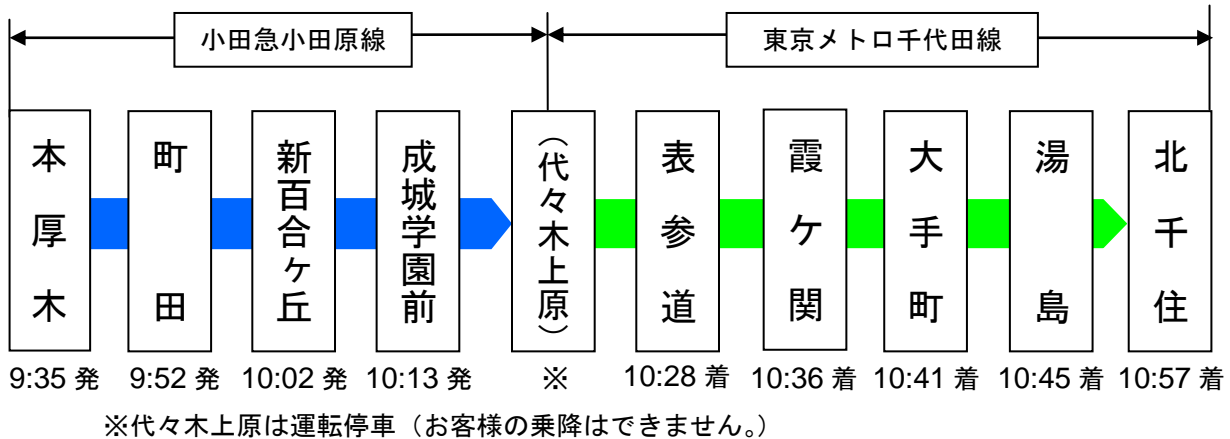 小田急小田原線
東京メトロ千代田線
本厚木
町田
新百合ヶ丘
成城学園前
（代々木上原）
表参道
霞ケ関
大手町
湯島
北千住
9:35 発
9:52 発
10:02 発
10:13 発
※
10:28 着
10:36 着
10:41 着
10:45 着
10:57 着
※代々木上原は運転停車（お客様の乗降はできません。）